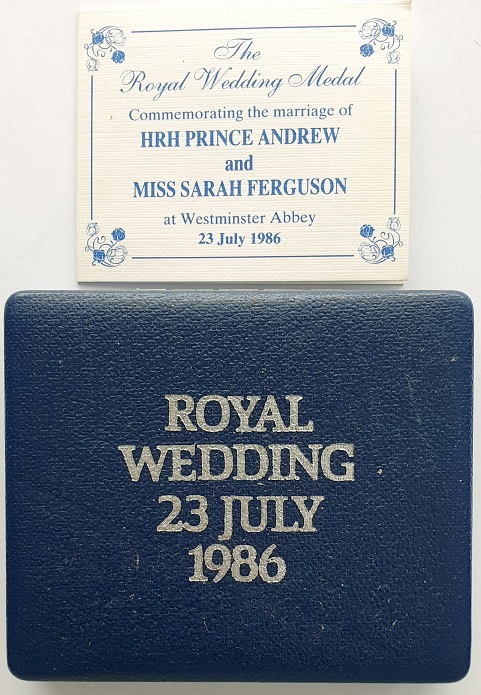 The
Royal Wedding Medal
Commemorating the marriage of
HRH PRINCE ANDREW
and
MISS SARAH FERGUSON
at Westminster Abbey
23 July 1986
ROYAL
WEDDING
23 JULY
1986